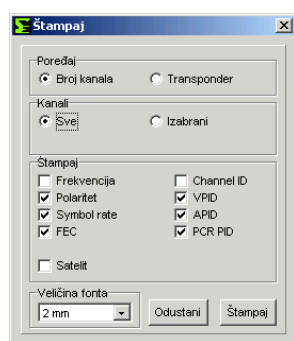 Štampaj
Poređaj
Broj kanala Transponder
Kanali
Sve Izabrani
Štampaj
Frekvencija Channel ID
Polaritet VPID
Symbol rate APID
FEC PCR PID
Satelit
Veličina fonta
2 mm Odustani Štampaj